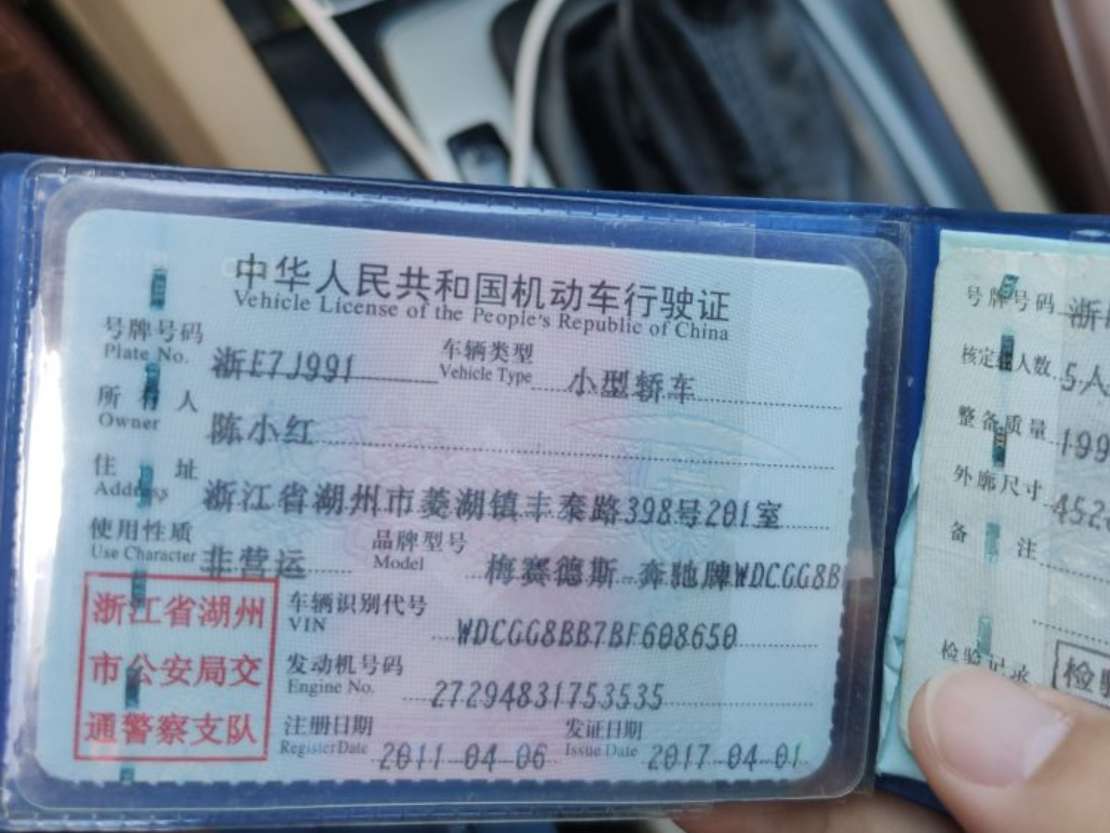 中华人民共和国机动车行驶证
Vehicle License of the People's Republic of China
号牌号码 浙E7J991 车辆类型 小型轿车
Plate No. Vehicle Type
所有人 陈小红
Owner
住址 浙江省湖州市菱湖镇丰泰路398号201室
Address
使用性质 非营运 品牌型号 梅赛德斯-奔驰牌WDCGG8B
Use Character Model
浙江省湖州
市公安局交
通警察支队
车辆识别代号 WDCGG8BB7BF608650
VIN
发动机号码 27294831753535
Engine No.
注册日期 2011-04-06 发证日期 2017-04-01
Register Date Issue Date
号牌号码 浙
核定载人数 5人
整备质量 199
外廓尺寸 452
备注
检验记录 检验